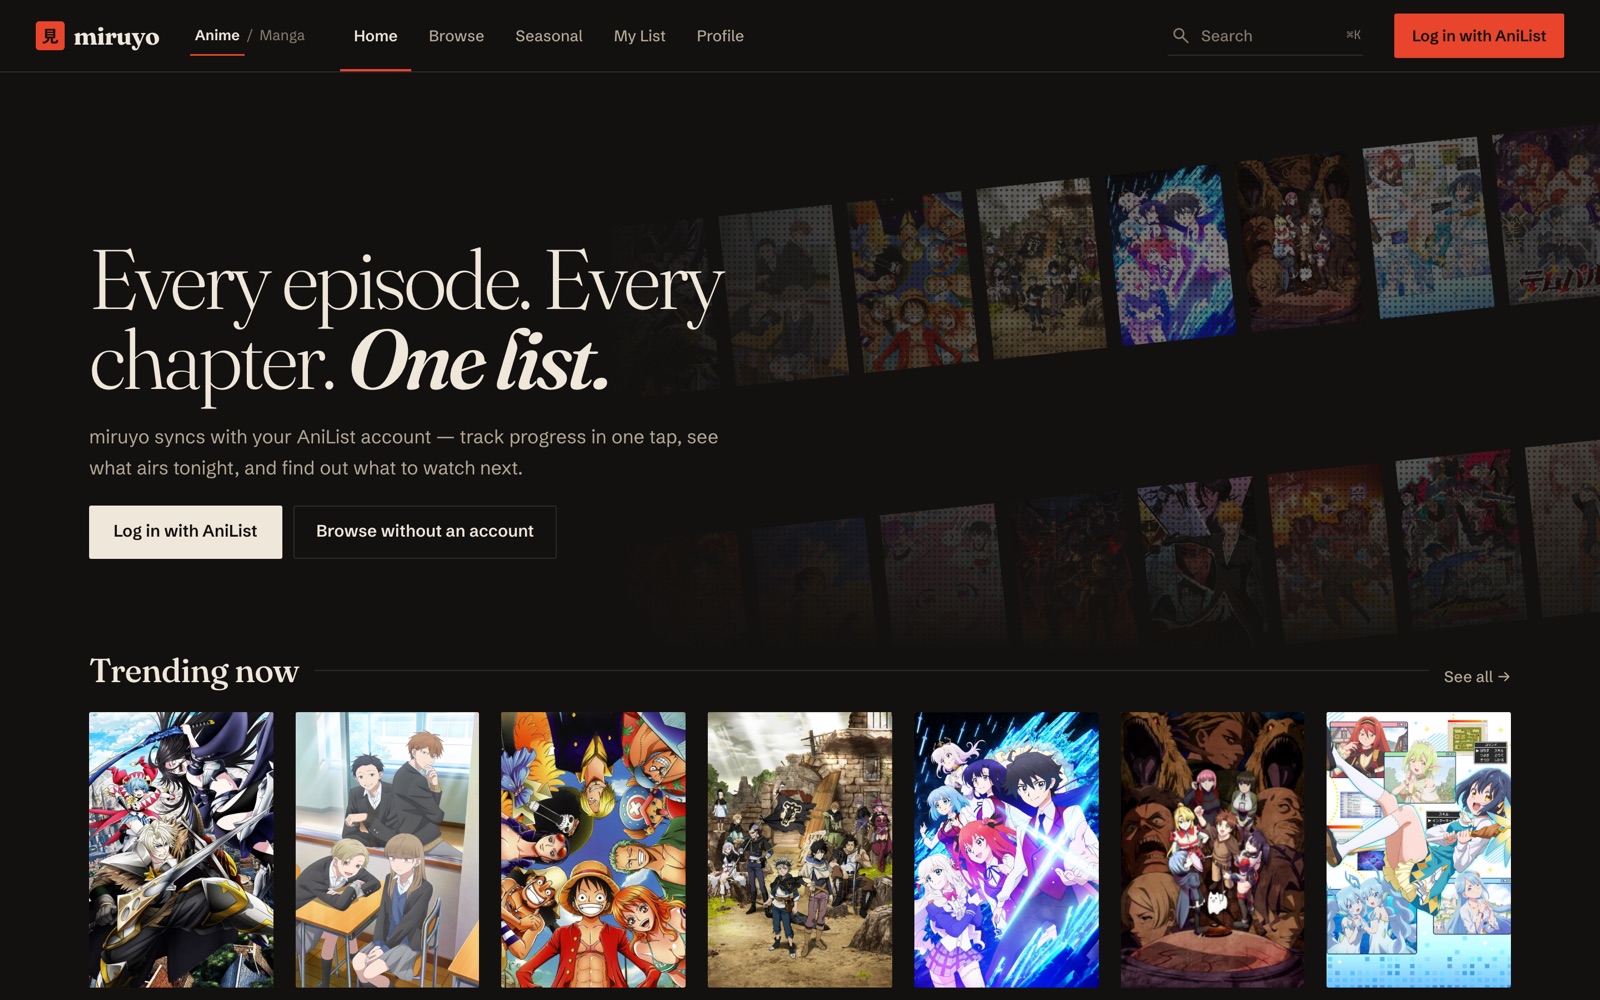 見 miruyo
Anime / Manga
Home
Browse
Seasonal
My List
Profile
Search
⌘K
Log in with AniList
Every episode. Every
chapter. One list.
miruyo syncs with your AniList account — track progress in one tap, see
what airs tonight, and find out what to watch next.
Log in with AniList
Browse without an account
Trending now
See all →